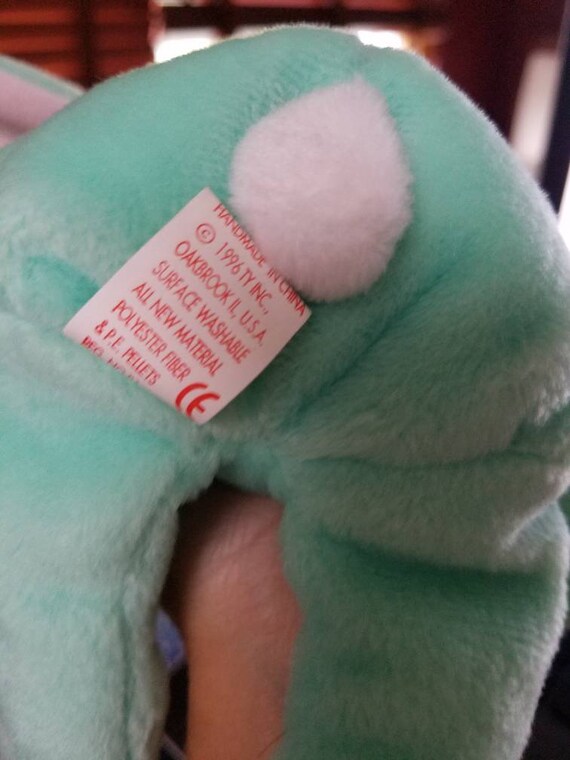 HANDMADE IN CHINA
© 1996 TY INC.,
OAKBROOK IL, U.S.A.
SURFACE WASHABLE
ALL NEW MATERIAL
POLYESTER FIBER
& P.E. PELLETS
CE